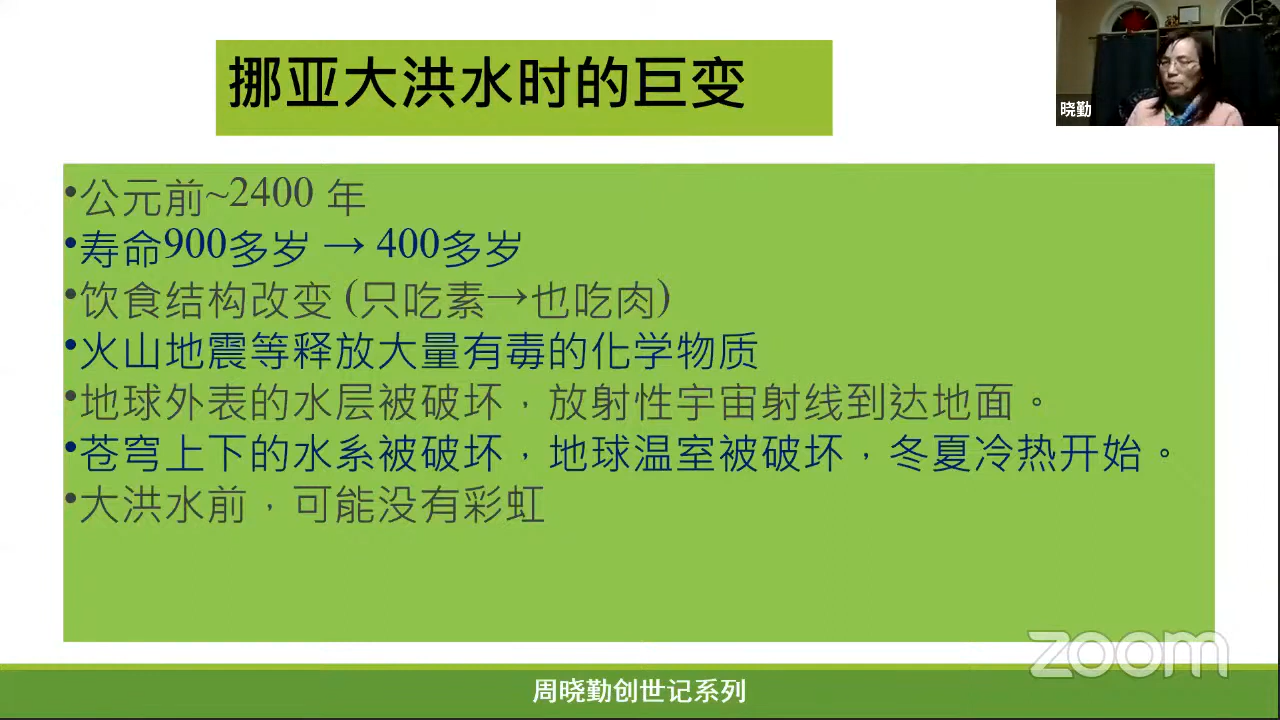 挪亚大洪水时的巨变
晓勤
•公元前~2400 年
•寿命900多岁 → 400多岁
•饮食结构改变 (只吃素→也吃肉)
•火山地震等释放大量有毒的化学物质
•地球外表的水层被破坏，放射性宇宙射线到达地面。
•苍穹上下的水系被破坏，地球温室被破坏，冬夏冷热开始。
•大洪水前，可能没有彩虹
zoom
周晓勤创世记系列